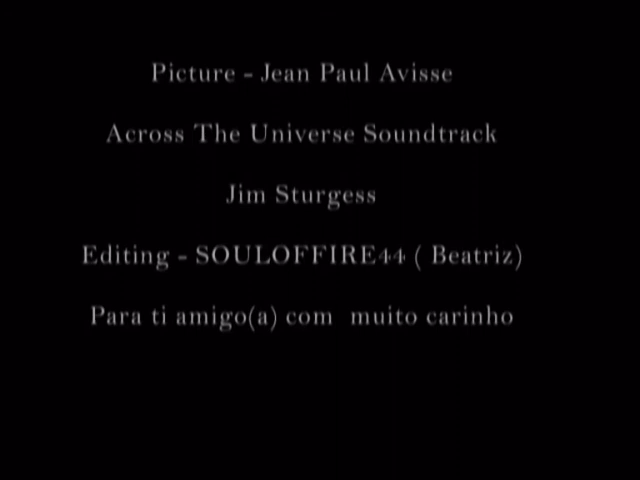 Picture - Jean Paul Avisse
Across The Universe Soundtrack
Jim Sturgess
Editing - SOULOFFIRE44 ( Beatriz)
Para ti amigo(a) com muito carinho